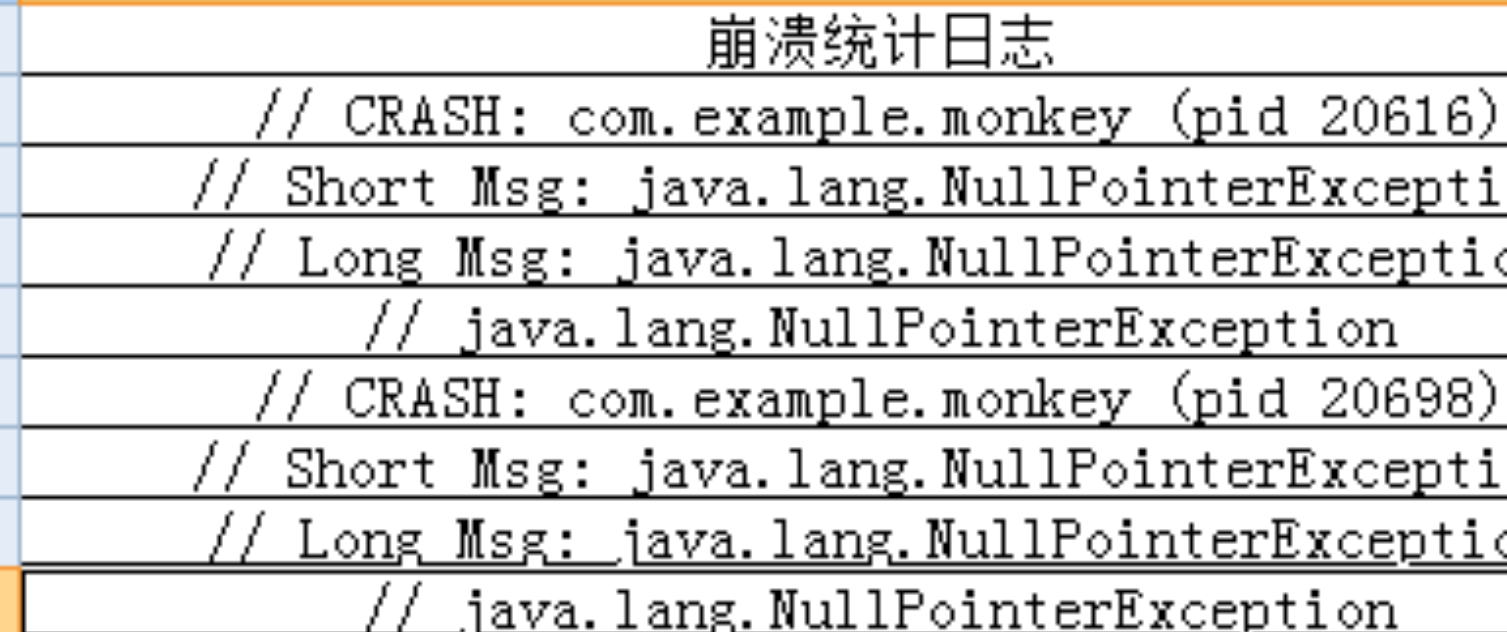 崩溃统计日志
// CRASH: com.example.monkey (pid 20616)
// Short Msg: java.lang.NullPointerExcepti
// Long Msg: java.lang.NullPointerExceptio
// java.lang.NullPointerException
// CRASH: com.example.monkey (pid 20698)
// Short Msg: java.lang.NullPointerExcepti
// Long Msg: java.lang.NullPointerExceptio
// java.lang.NullPointerException